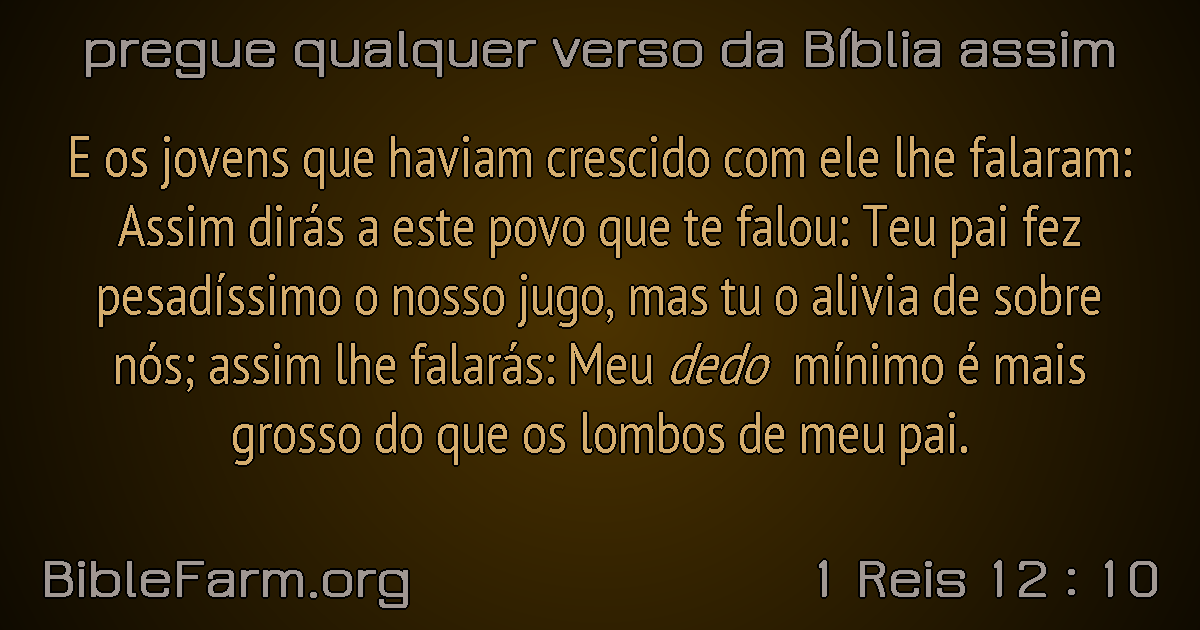 pregue qualquer verso da Bíblia assim
E os jovens que haviam crescido com ele lhe falaram:
Assim dirás a este povo que te falou: Teu pai fez
pesadíssimo o nosso jugo, mas tu o alivia de sobre
nós; assim lhe falarás: Meu dedo mínimo é mais
grosso do que os lombos de meu pai.
BibleFarm.org
1 Reis 12 : 10